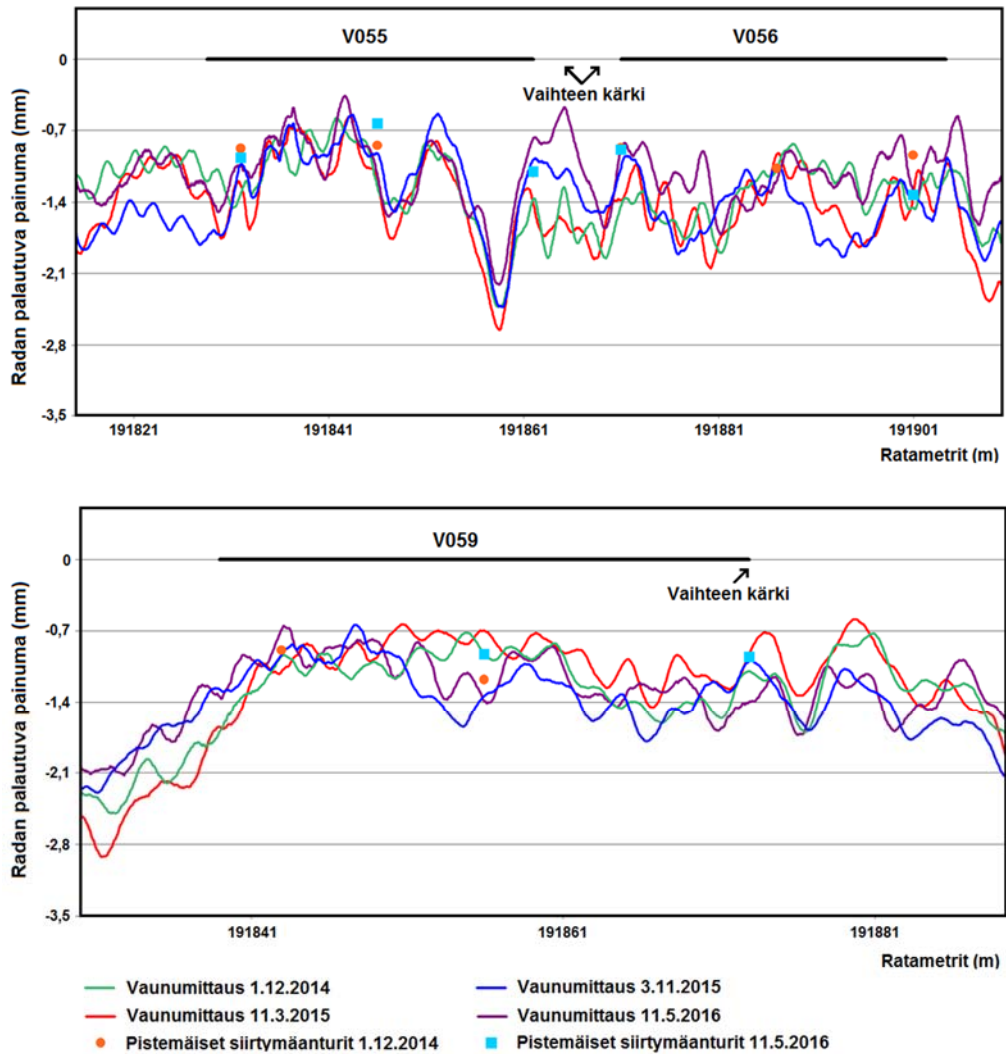 V055
V056
0
Vaihteen kärki
-0,7
-1,4
-2,1
-2,8
-3,5
Radan palautuva painuma (mm)
191821
191841
191861
191881
191901
Ratametrit (m)
V059
0
Vaihteen kärki
-0,7
-1,4
-2,1
-2,8
-3,5
Radan palautuva painuma (mm)
191841
191861
191881
Ratametrit (m)
Vaunumittaus 1.12.2014
Vaunumittaus 3.11.2015
Vaunumittaus 11.3.2015
Vaunumittaus 11.5.2016
Pistemäiset siirtymäanturit 1.12.2014
Pistemäiset siirtymäanturit 11.5.2016